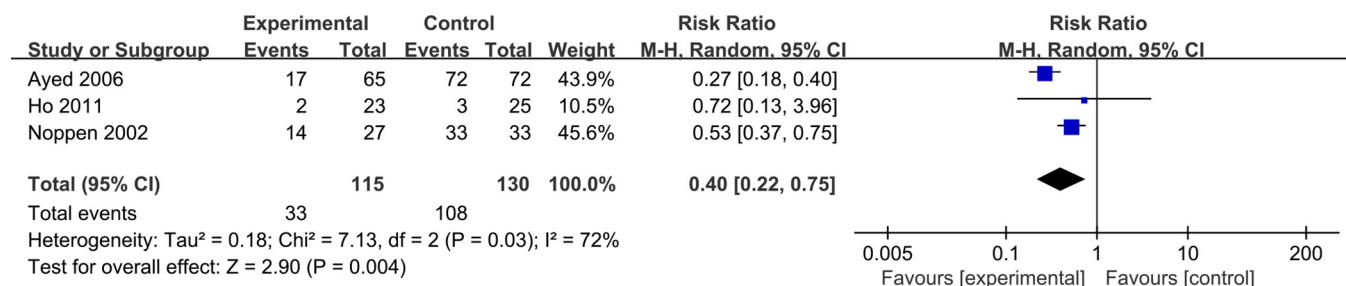 Experimental Control Risk Ratio Risk Ratio
Study or Subgroup Events Total Events Total Weight M-H, Random, 95% CI M-H, Random, 95% CI
Ayed 2006 17 65 72 72 43.9% 0.27 [0.18, 0.40]
Ho 2011 2 23 3 25 10.5% 0.72 [0.13, 3.96]
Noppen 2002 14 27 33 33 45.6% 0.53 [0.37, 0.75]
Total (95% CI) 115 130 100.0% 0.40 [0.22, 0.75]
Total events 33 108
Heterogeneity: Tau² = 0.18; Chi² = 7.13, df = 2 (P = 0.03); I² = 72%
Test for overall effect: Z = 2.90 (P = 0.004)
0.005 0.1 1 10 200
Favours [experimental] Favours [control]